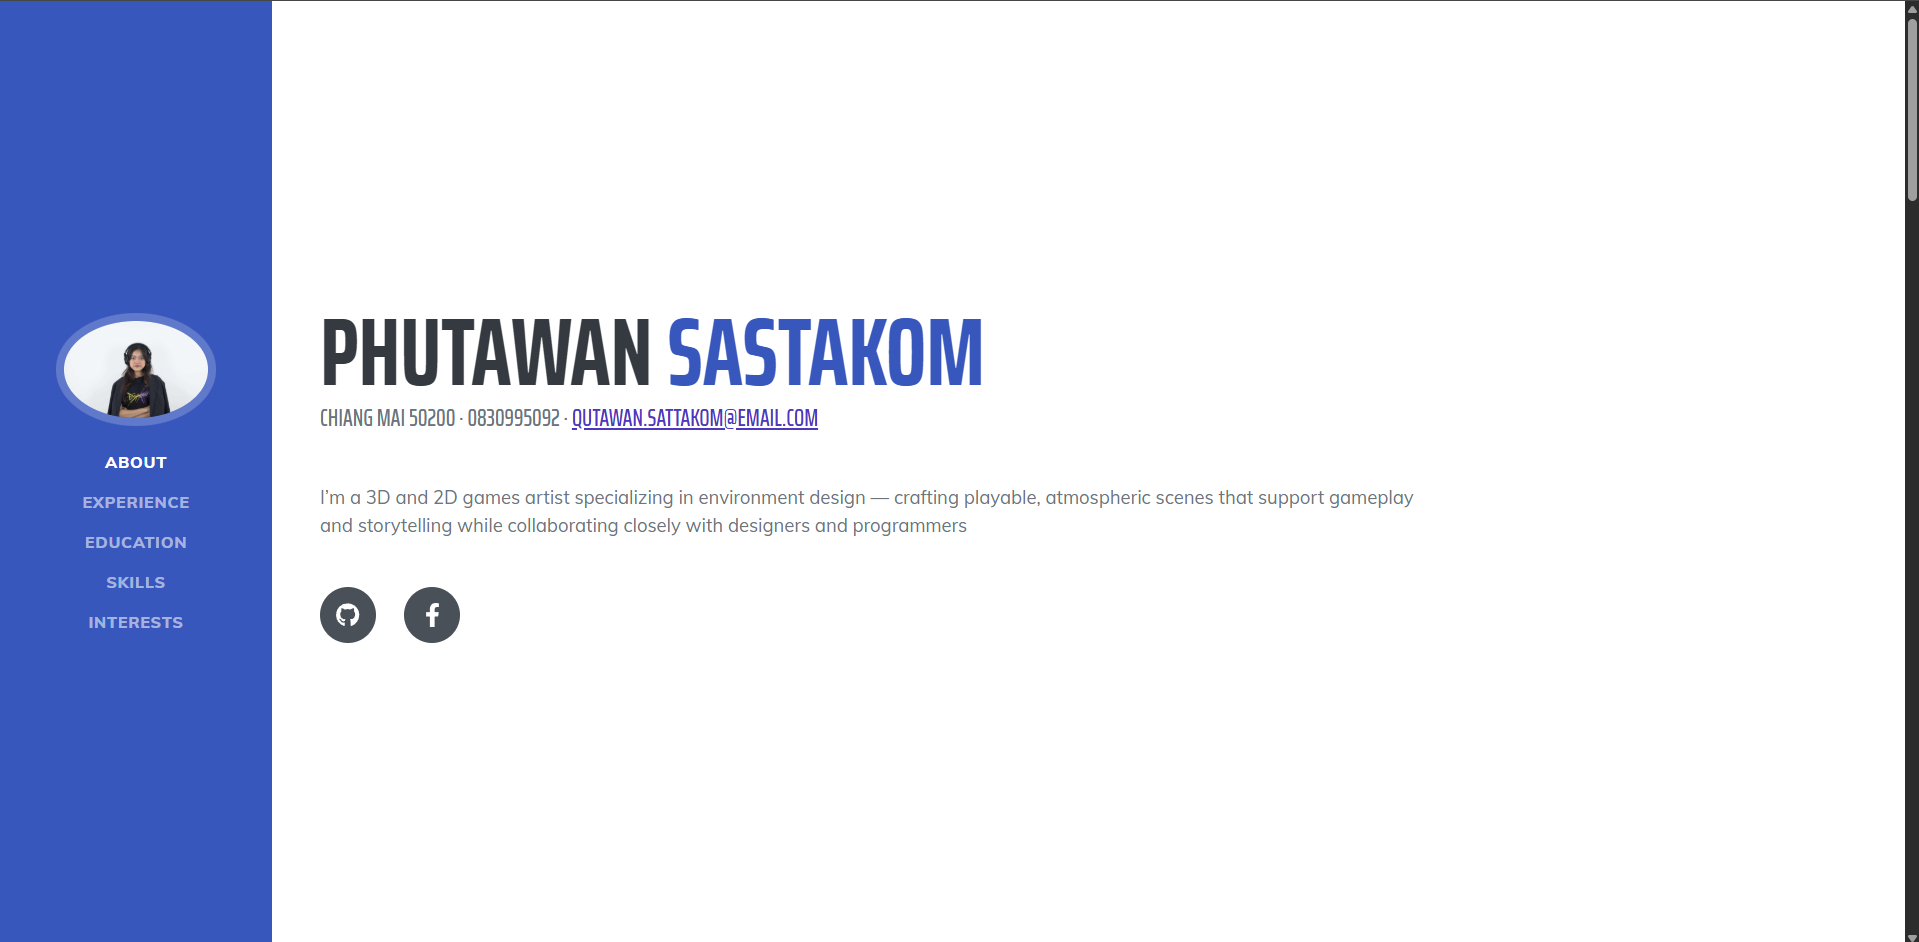 ABOUT
EXPERIENCE
EDUCATION
SKILLS
INTERESTS
PHUTAWAN SASTAKOM
CHIANG MAI 50200 · 0830995092 · QUTAWAN.SATTAKOM@EMAIL.COM
I’m a 3D and 2D games artist specializing in environment design — crafting playable, atmospheric scenes that support gameplay
and storytelling while collaborating closely with designers and programmers